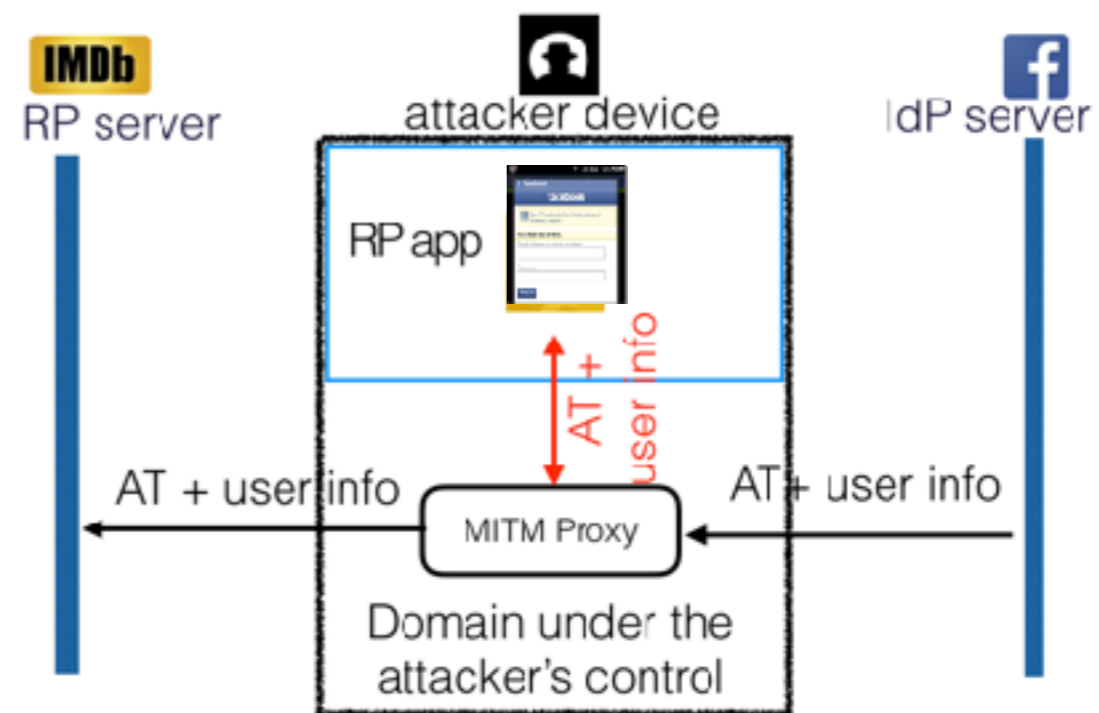 IMDb
RP server
attacker device
IdP server
RP app
AT +
user info
AT + user info
AT + user info
MITM Proxy
Domain under the
attacker's control